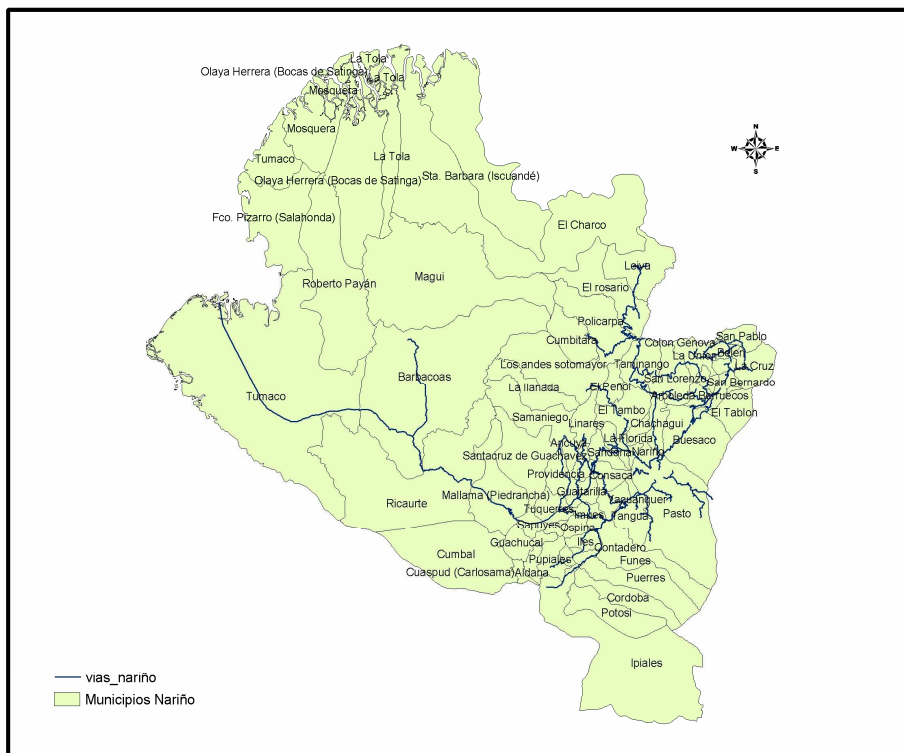 La Tola
Olaya Herrera (Bocas de Satinga)
La Tola
Mosquera
Mosquera
N
W E
S
Tumaco
La Tola
Olaya Herrera (Bocas de Satinga)
Sta. Barbara (Iscuandé)
Fco. Pizarro (Salahonda)
El Charco
Leiva
Magui
Roberto Payán
El rosario
Policarpa
Cumbitara
San Pablo
Colon Genova
La Union
Belen
Los andes sotomayor
Taminango
La Cruz
Barbacoas
San Lorenzo
San Bernardo
La llanada
El Peñol
Tumaco
Arboleda Berruecos
El Tambo
El Tablon
Samaniego
Linares
Chachagui
Buesaco
Ancuya
La Florida
Santacruz de Guachavez
Sandona
Nariño
Providencia
Consaca
Mallama (Piedrancha)
Guaitarilla
Yacuanquer
Ricaurte
Tuquerres
Imues
Tangua
Pasto
Sapuyes
Ospina
Guachucal
Iles
Contadero
Cumbal
Pupiales
Funes
Cuaspud (Carlosama)
Aldana
Puerres
Cordoba
Potosi
Ipiales
vias_nariño
Municipios Nariño